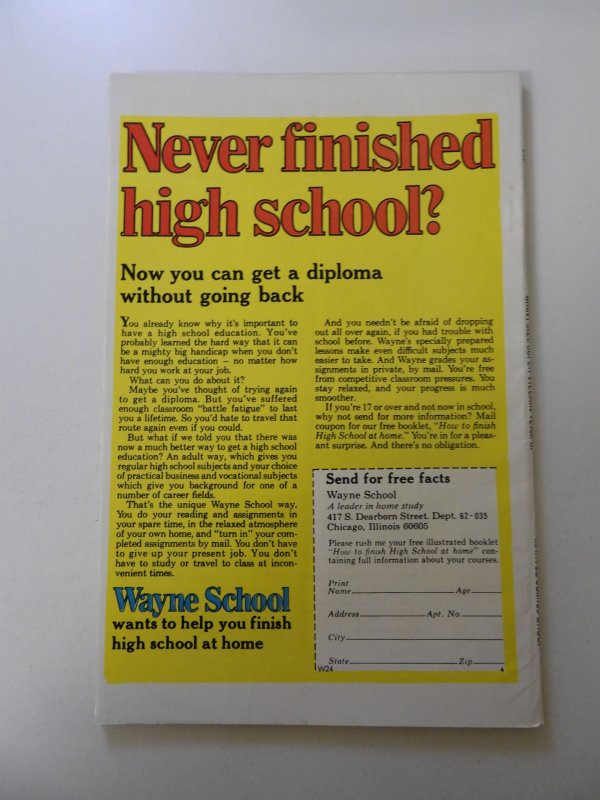 Never finished
high school?
Now you can get a diploma
without going back
You already know why it's important to
have a high school education. You've
probably learned the hard way that it can
be a mighty big handicap when you don't
have enough education — no matter how
hard you work at your job.
What can you do about it?
Maybe you've thought of trying again
to get a diploma. But you've suffered
enough classroom "battle fatigue" to last
you a lifetime. So you'd hate to travel that
route again even if you could.
But what if we told you that there was
now a much better way to get a high school
education? An adult way, which gives you
regular high school subjects and your choice
of practical business and vocational subjects
which give you background for one of a
number of career fields.
That's the unique Wayne School way.
You do your reading and assignments in
your spare time, in the relaxed atmosphere
of your own home, and "turn in" your com-
pleted assignments by mail. You don't have
to give up your present job. You don't
have to study or travel to class at incon-
venient times.
Wayne School
wants to help you finish
high school at home
And you needn't be afraid of dropping
out all over again, if you had trouble with
school before. Wayne's specially prepared
lessons make even difficult subjects much
easier to take. And Wayne grades your as-
signments in private, by mail. You're free
from competitive classroom pressures. You
stay relaxed, and your progress is much
smoother.
If you're 17 or over and not now in school,
why not send for more information? Mail
coupon for our free booklet, "How to finish
High School at home." You're in for a pleas-
ant surprise. And there's no obligation.
Send for free facts
Wayne School
A leader in home study
417 S. Dearborn Street. Dept. 62-035
Chicago, Illinois 60605
Please rush me your free illustrated booklet
"How to finish High School at home" con-
taining full information about your courses.
Print
Name Age
Address Apt. No.
City
State Zip
W24 4